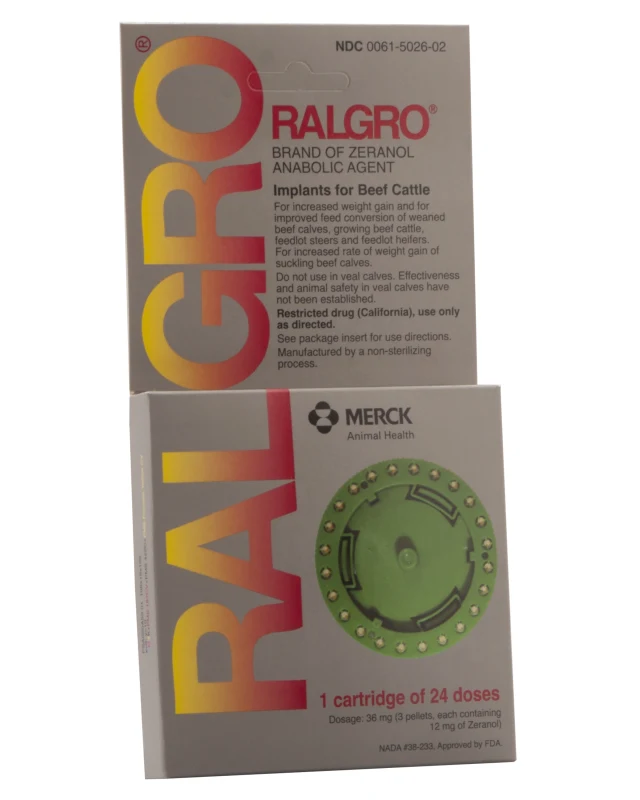 RALGRO®
NDC 0061-5026-02
RALGRO®
BRAND OF ZERANOL
ANABOLIC AGENT
Implants for Beef Cattle
For increased weight gain and for
improved feed conversion of weaned
beef calves, growing beef cattle,
feedlot steers and feedlot heifers.
For increased rate of weight gain of
suckling beef calves.
Do not use in veal calves. Effectiveness
and animal safety in veal calves have
not been established.
Restricted drug (California), use only
as directed.
See package insert for use directions.
Manufactured by a non-sterilizing
process.
MERCK
Animal Health
1 cartridge of 24 doses
Dosage: 36 mg (3 pellets, each containing
12 mg of Zeranol)
NADA #38-233, Approved by FDA.